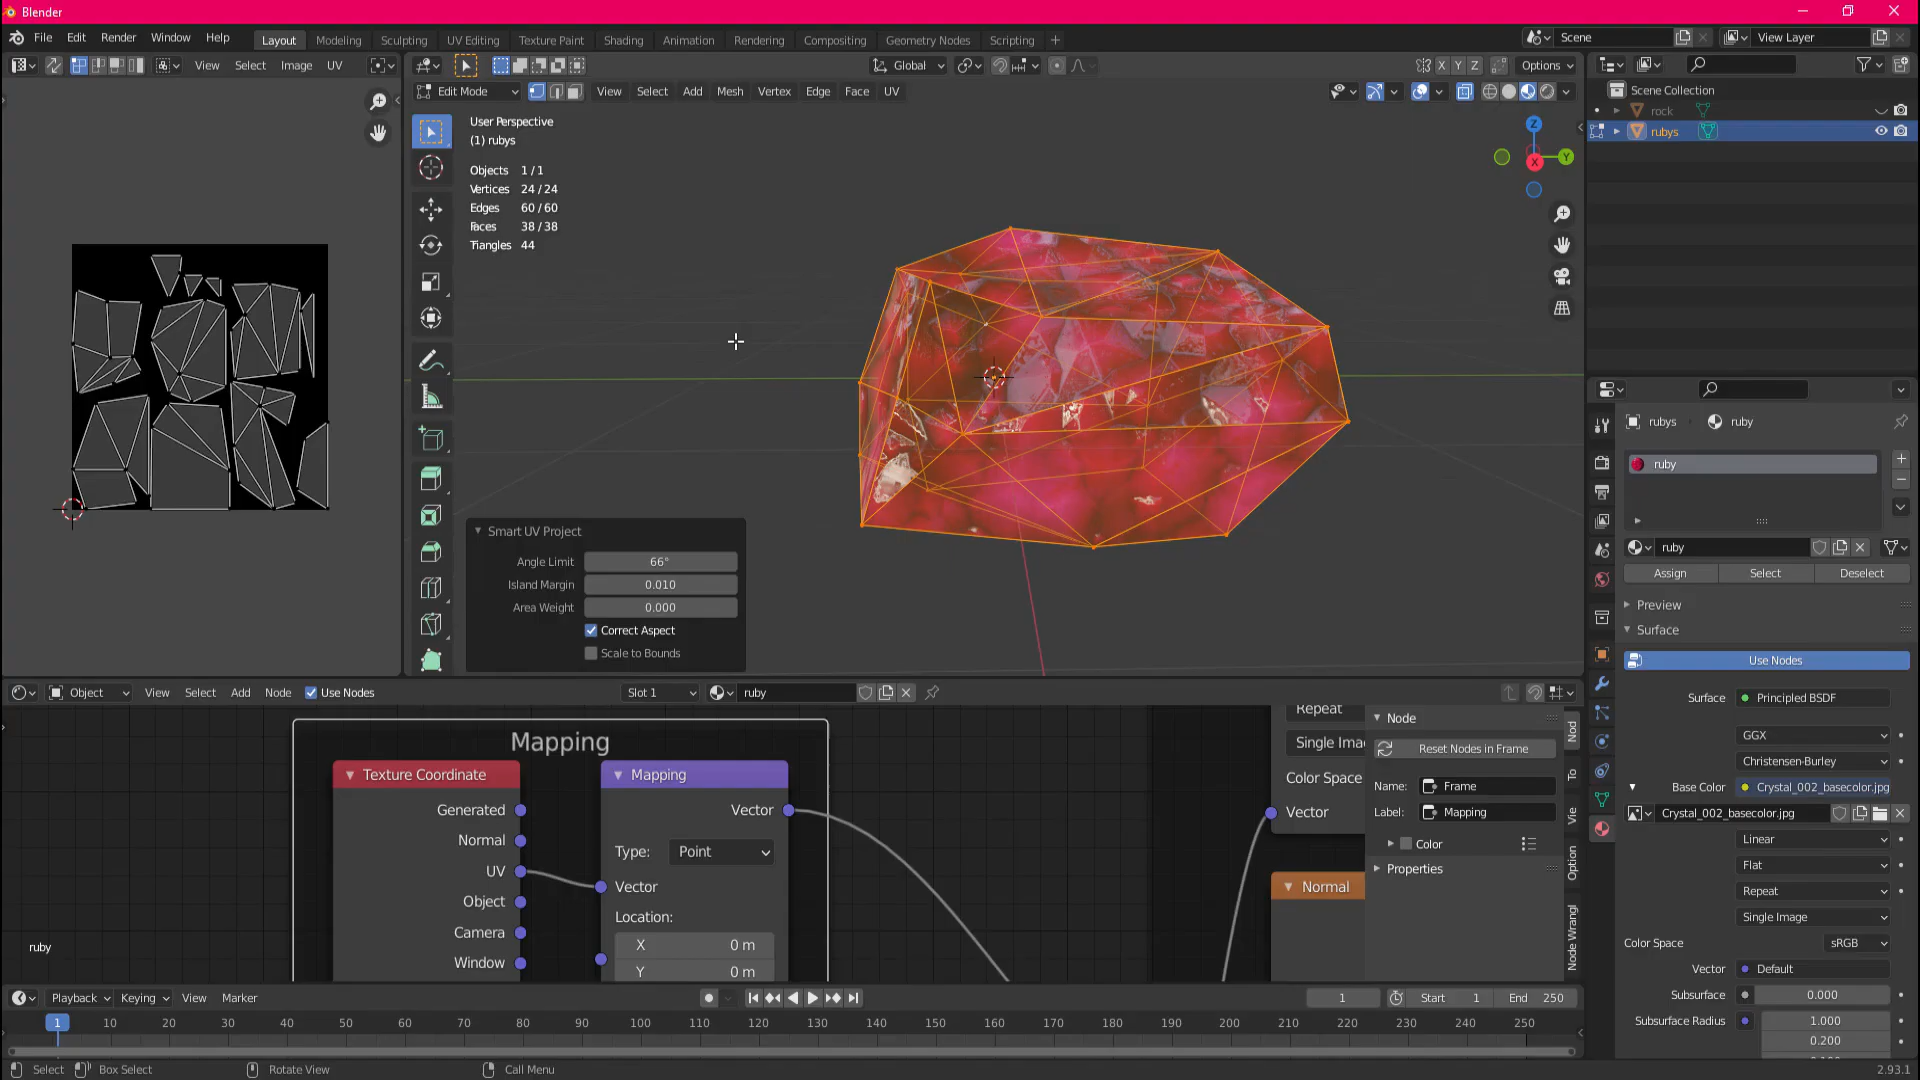 Blender
File Edit Render Window Help Layout Modeling Sculpting UV Editing Texture Paint Shading Animation Rendering Compositing Geometry Nodes Scripting + Scene View Layer
View Select Image UV Global X Y Z Options
Edit Mode View Select Add Mesh Vertex Edge Face UV
Scene Collection
rock
rubys
User Perspective
(1) rubys
Objects 1/1
Vertices 24/24
Edges 60/60
Faces 38/38
Triangles 44
Z
Y
X
rubys ruby
ruby
ruby
Assign Select Deselect
Preview
Surface
Use Nodes
Surface Principled BSDF
GGX
Christensen-Burley
Base Color Crystal_002_basecolor.jpg
Crystal_002_basecolor.jpg
Linear
Flat
Repeat
Single Image
Color Space sRGB
Vector Default
Subsurface 0.000
Subsurface Radius 1.000
0.200
Smart UV Project
Angle Limit 66°
Island Margin 0.010
Area Weight 0.000
Correct Aspect
Scale to Bounds
Object View Select Add Node Use Nodes Slot 1 ruby
Mapping
Texture Coordinate
Generated
Normal
UV
Object
Camera
Window
Mapping
Vector
Type: Point
Vector
Location:
X 0 m
Y 0 m
ruby
Repeat
Single Ima
Color Space
Vector
Normal
Node
Reset Nodes in Frame
Name: Frame
Label: Mapping
Color
Properties
Nod
To
Vie
Option
Node Wrangl
Playback Keying View Marker 1 Start 1 End 250
1 10 20 30 40 50 60 70 80 90 100 110 120 130 140 150 160 170 180 190 200 210 220 230 240 250
Select Box Select Rotate View Call Menu 2.93.1